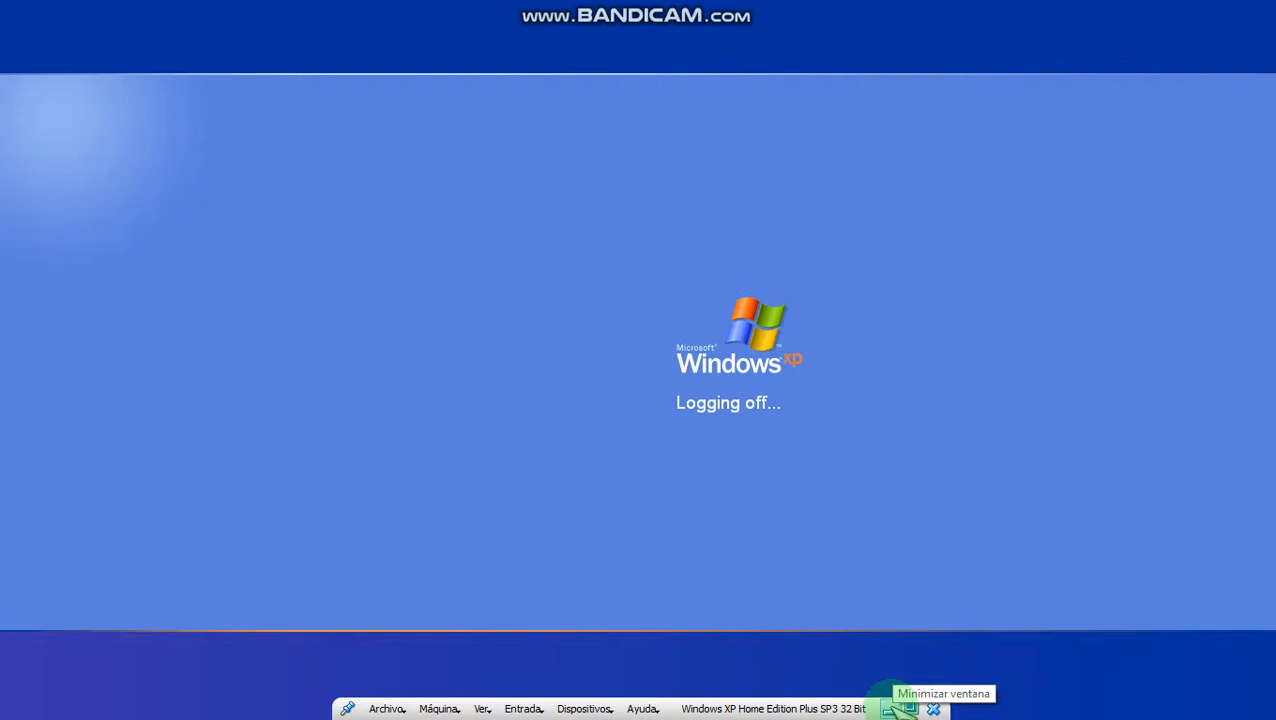 www.BANDICAM.com
Microsoft®
Windows xp ™
Logging off...
Minimizar ventana
Archivo Máquina Ver Entrada Dispositivos Ayuda Windows XP Home Edition Plus SP3 32 Bit